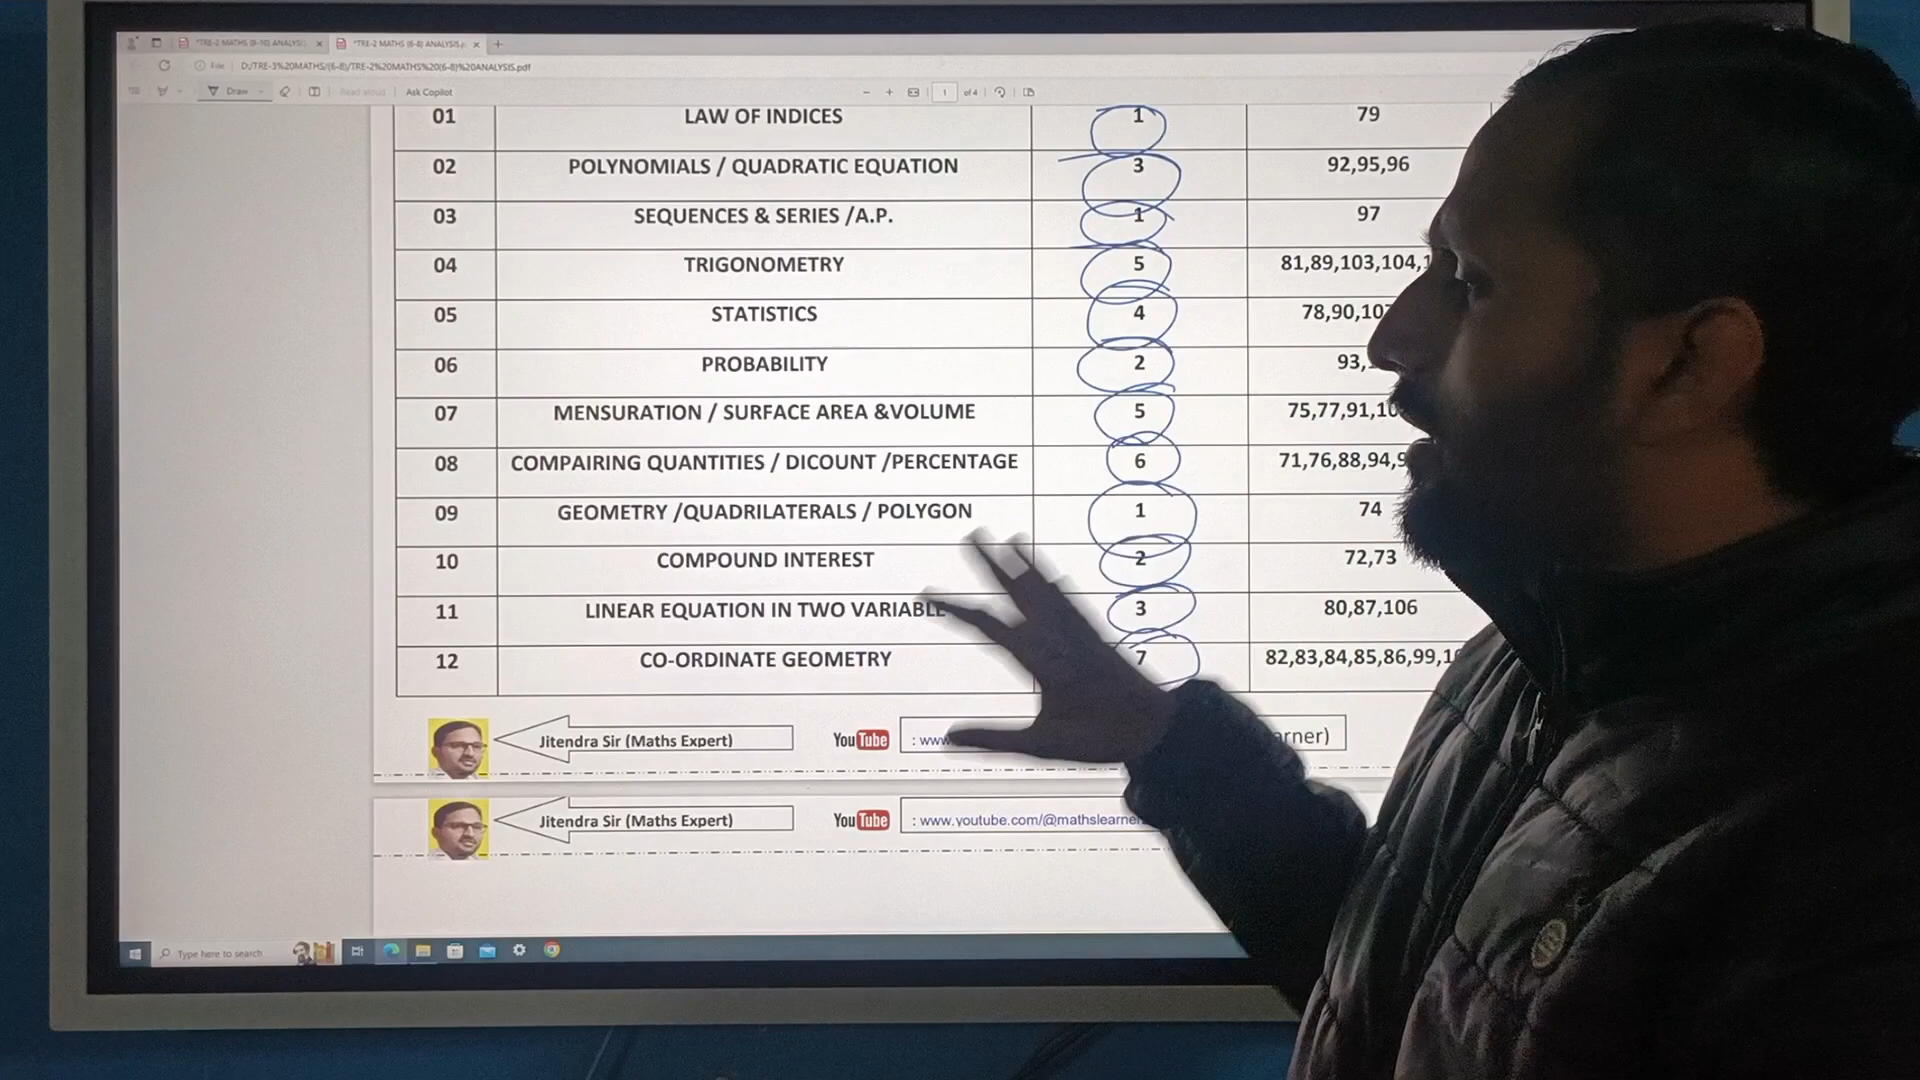 *TRE-2 MATHS (9-10) ANALYSIS *TRE-2 MATHS (6-8) ANALYSIS.p
File D:/TRE-3%20MATHS/(6-8)/TRE-2%20MATHS%20(6-8)%20ANALYSIS.pdf
Draw Read aloud Ask Copilot 1 of 4
01 LAW OF INDICES 1 79
02 POLYNOMIALS / QUADRATIC EQUATION 3 92,95,96
03 SEQUENCES & SERIES /A.P. 1 97
04 TRIGONOMETRY 5 81,89,103,104,1
05 STATISTICS 4 78,90,107
06 PROBABILITY 2 93,
07 MENSURATION / SURFACE AREA &VOLUME 5 75,77,91,10
08 COMPAIRING QUANTITIES / DICOUNT /PERCENTAGE 6 71,76,88,94,9
09 GEOMETRY /QUADRILATERALS / POLYGON 1 74
10 COMPOUND INTEREST 2 72,73
11 LINEAR EQUATION IN TWO VARIABLE 3 80,87,106
12 CO-ORDINATE GEOMETRY 7 82,83,84,85,86,99,10
Jitendra Sir (Maths Expert) YouTube : www arner)
Jitendra Sir (Maths Expert) YouTube : www.youtube.com/@mathslearner
Type here to search